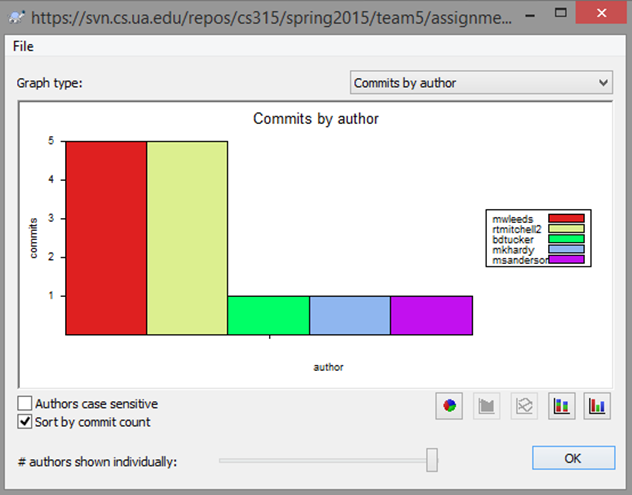 https://svn.cs.ua.edu/repos/cs315/spring2015/team5/assignme...
File
Graph type:
Commits by author
Commits by author
5
4
3
2
1
commits
author
mwleeds
rtmitchell2
bdtucker
mkhardy
msanderson
Authors case sensitive
Sort by commit count
# authors shown individually:
OK